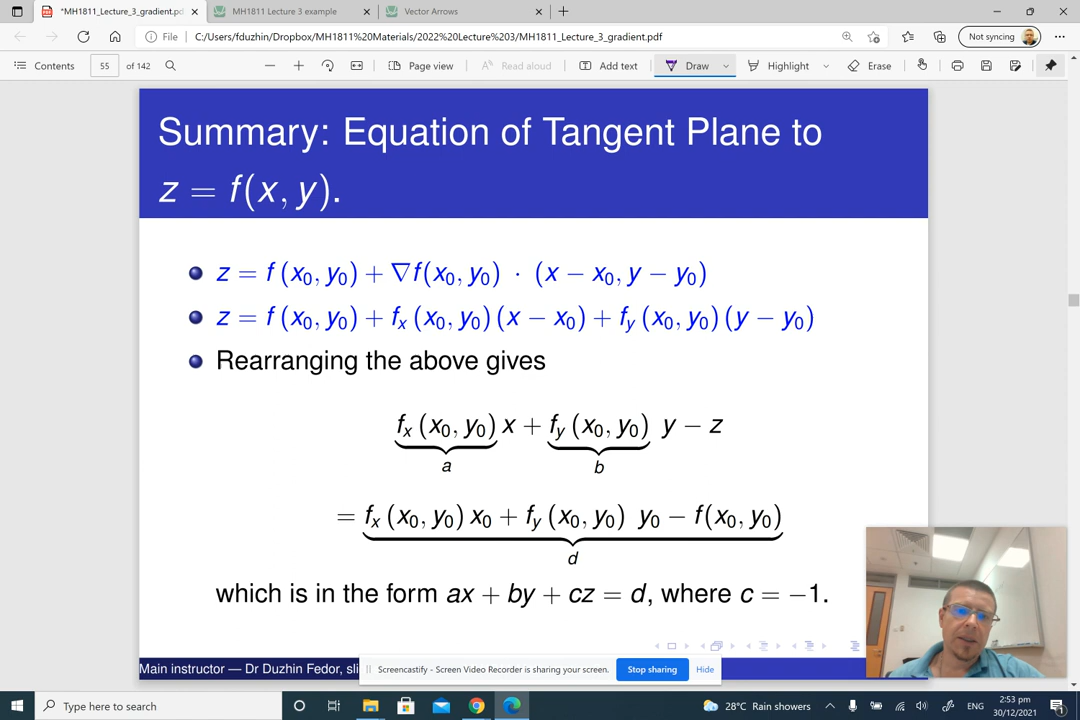 *MH1811_Lecture_3_gradient.pd
MH1811 Lecture 3 example
Vector Arrows
File
C:/Users/fduzhin/Dropbox/MH1811%20Materials/2022%20Lecture%203/MH1811_Lecture_3_gradient.pdf
Not syncing
Contents
55 of 142
Page view
Read aloud
Add text
Draw
Highlight
Erase
Summary: Equation of Tangent Plane to
z = f(x, y).
z = f (x₀, y₀) + ∇f(x₀, y₀) · (x − x₀, y − y₀)
z = f (x₀, y₀) + fₓ (x₀, y₀) (x − x₀) + f_y (x₀, y₀) (y − y₀)
Rearranging the above gives
fₓ (x₀, y₀) x + f_y (x₀, y₀) y − z
a b
= fₓ (x₀, y₀) x₀ + f_y (x₀, y₀) y₀ − f(x₀, y₀)
d
which is in the form ax + by + cz = d, where c = −1.
Main instructor — Dr Duzhin Fedor, sli
Screencastify - Screen Video Recorder is sharing your screen.
Stop sharing
Hide
Type here to search
28°C Rain showers
ENG
2:53 pm
30/12/2021
1